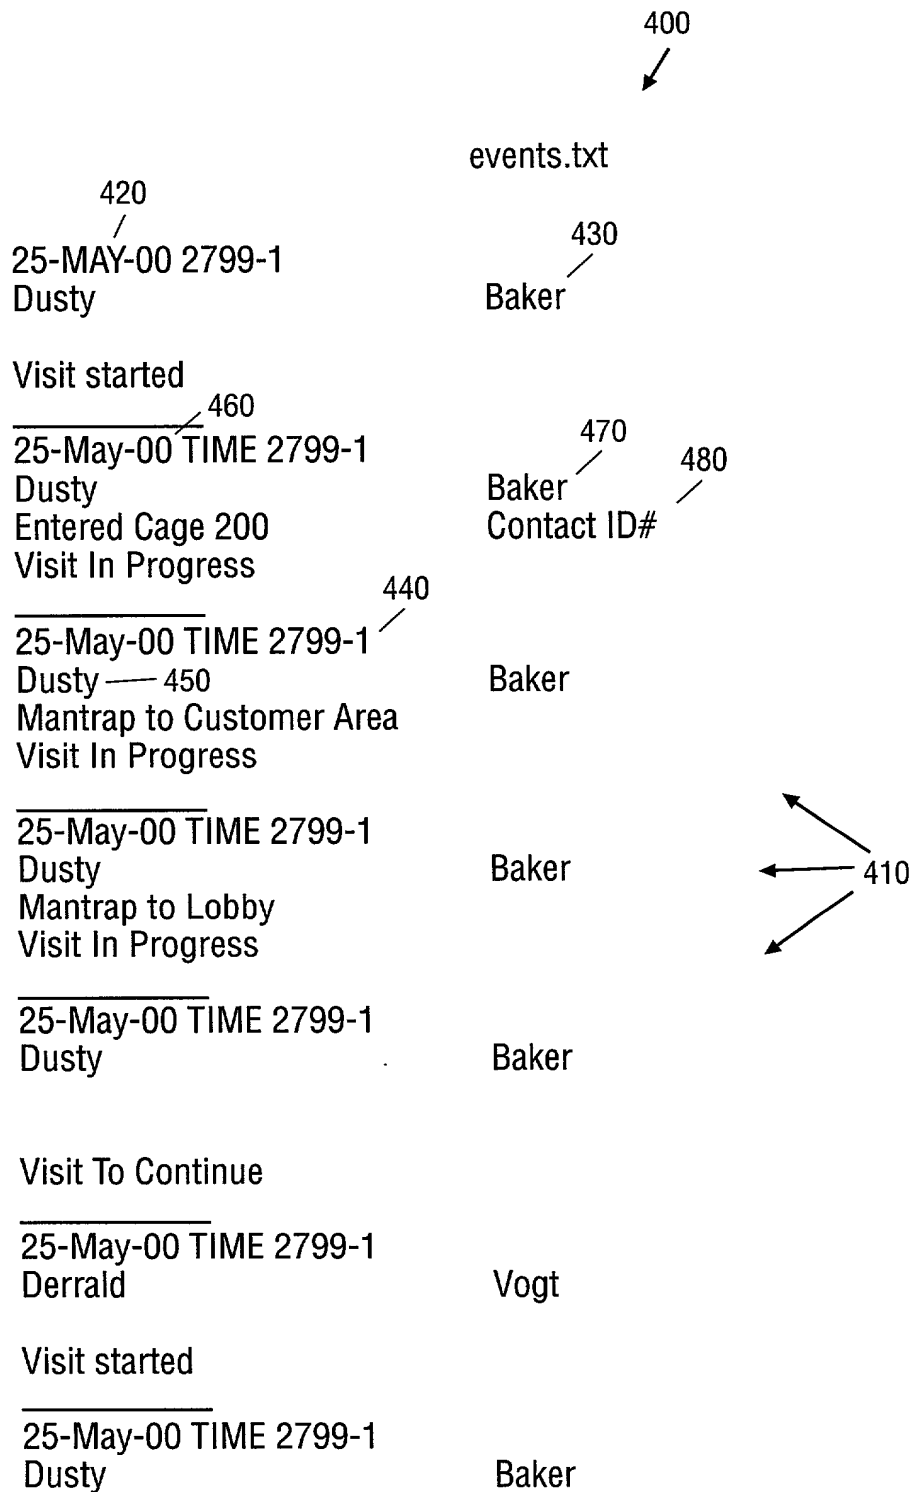 400
events.txt
420
25-MAY-00 2799-1
430
Dusty Baker
Visit started
460
25-May-00 TIME 2799-1
470
480
Dusty Baker
Entered Cage 200 Contact ID#
Visit In Progress
440
25-May-00 TIME 2799-1
Dusty 450 Baker
Mantrap to Customer Area
Visit In Progress
25-May-00 TIME 2799-1
Dusty Baker 410
Mantrap to Lobby
Visit In Progress
25-May-00 TIME 2799-1
Dusty Baker
Visit To Continue
25-May-00 TIME 2799-1
Derrald Vogt
Visit started
25-May-00 TIME 2799-1
Dusty Baker